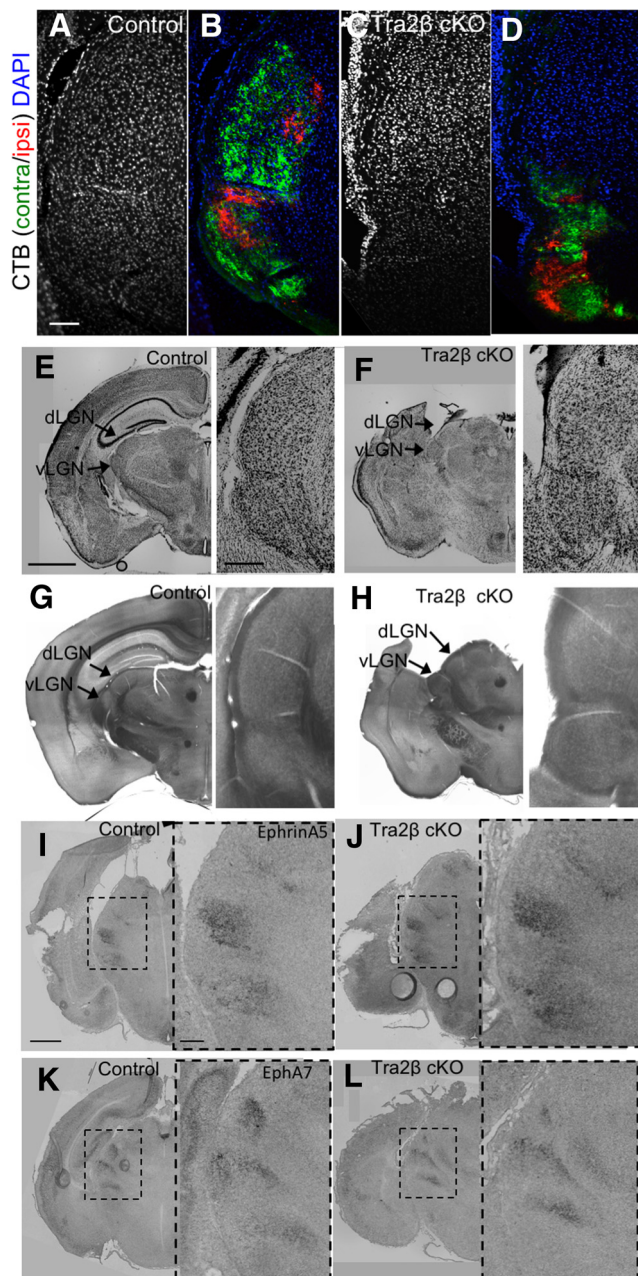 A Control B C Tra2β cKO D
CTB (contra/ipsi) DAPI
E Control
dLGN
vLGN
F Tra2β cKO
dLGN
vLGN
G Control
dLGN
vLGN
H Tra2β cKO
dLGN
vLGN
I Control EphrinA5
J Tra2β cKO
K Control EphA7
L Tra2β cKO